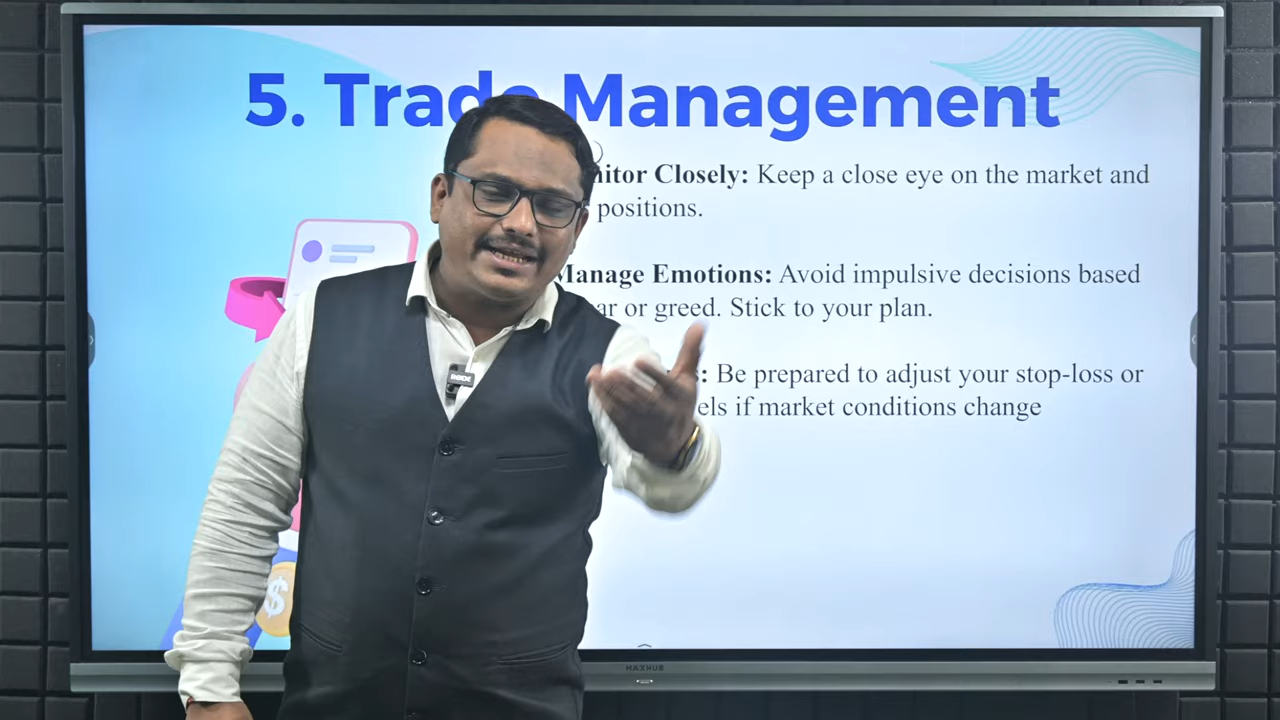 5. Trade Management
nitor Closely: Keep a close eye on the market and
positions.
Manage Emotions: Avoid impulsive decisions based
ar or greed. Stick to your plan.
: Be prepared to adjust your stop-loss or
els if market conditions change
$
RODE
MAXHUB